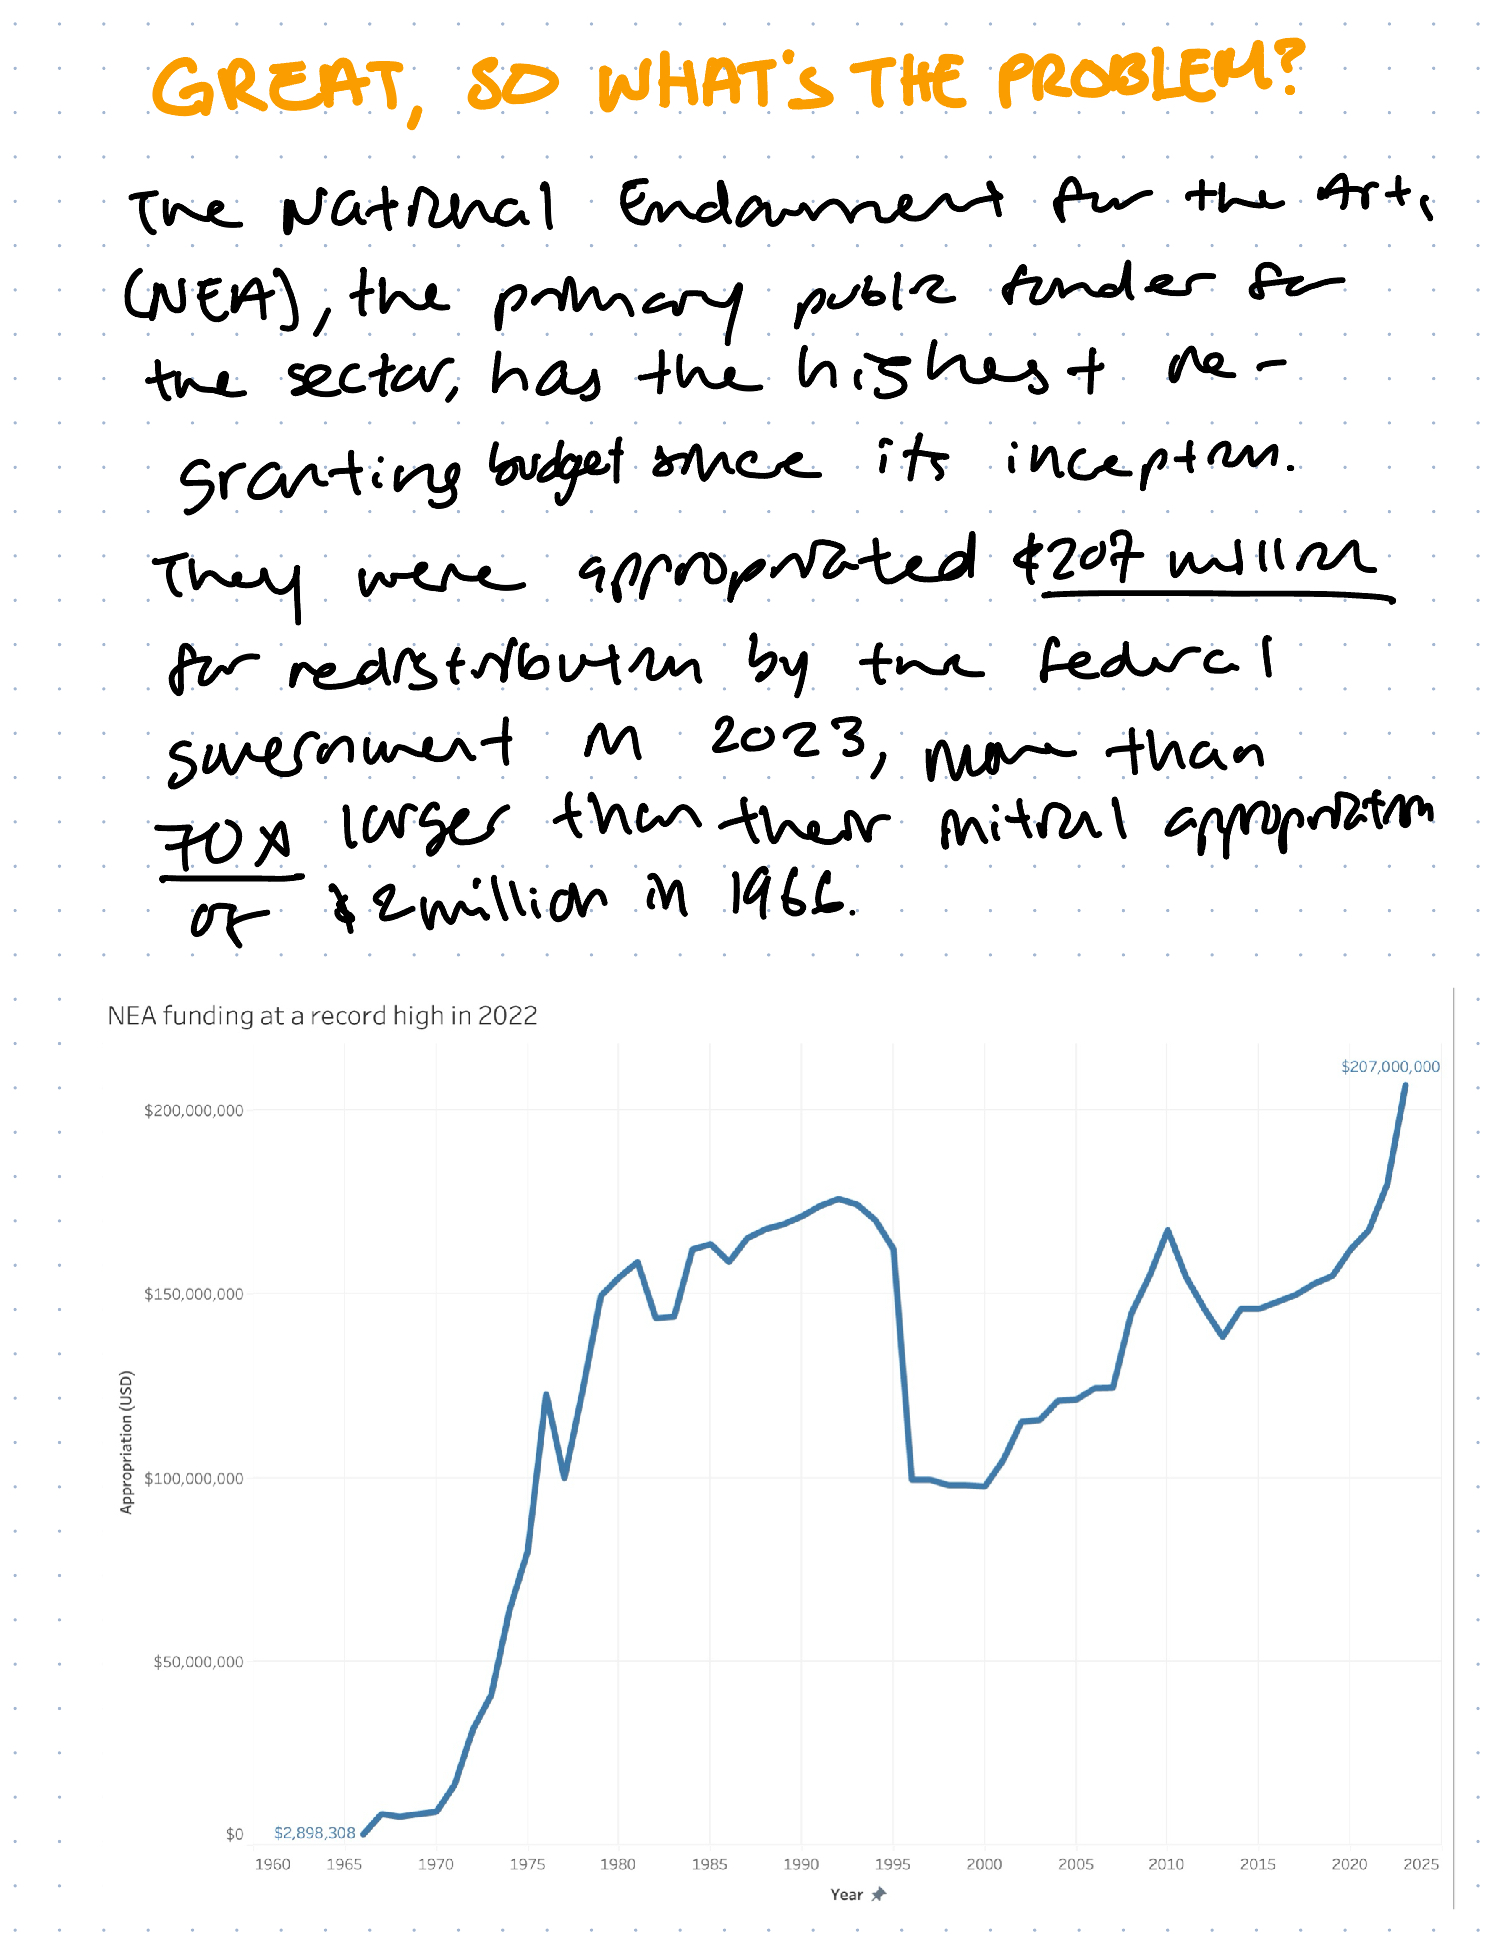 GREAT, SO WHAT'S THE PROBLEM?
The National Endowment for the Arts
(NEA), the primary public funder for
the sector, has the highest re-
granting budget since its inception.
They were appropriated $207 million
for redistribution by the federal
government in 2023, more than
70x larger than their initial appropriation
of $2 million in 1966.
NEA funding at a record high in 2022
$207,000,000
$200,000,000
$150,000,000
$100,000,000
$50,000,000
$0
$2,898,308
Appropriation (USD)
1960 1965 1970 1975 1980 1985 1990 1995 2000 2005 2010 2015 2020 2025
Year